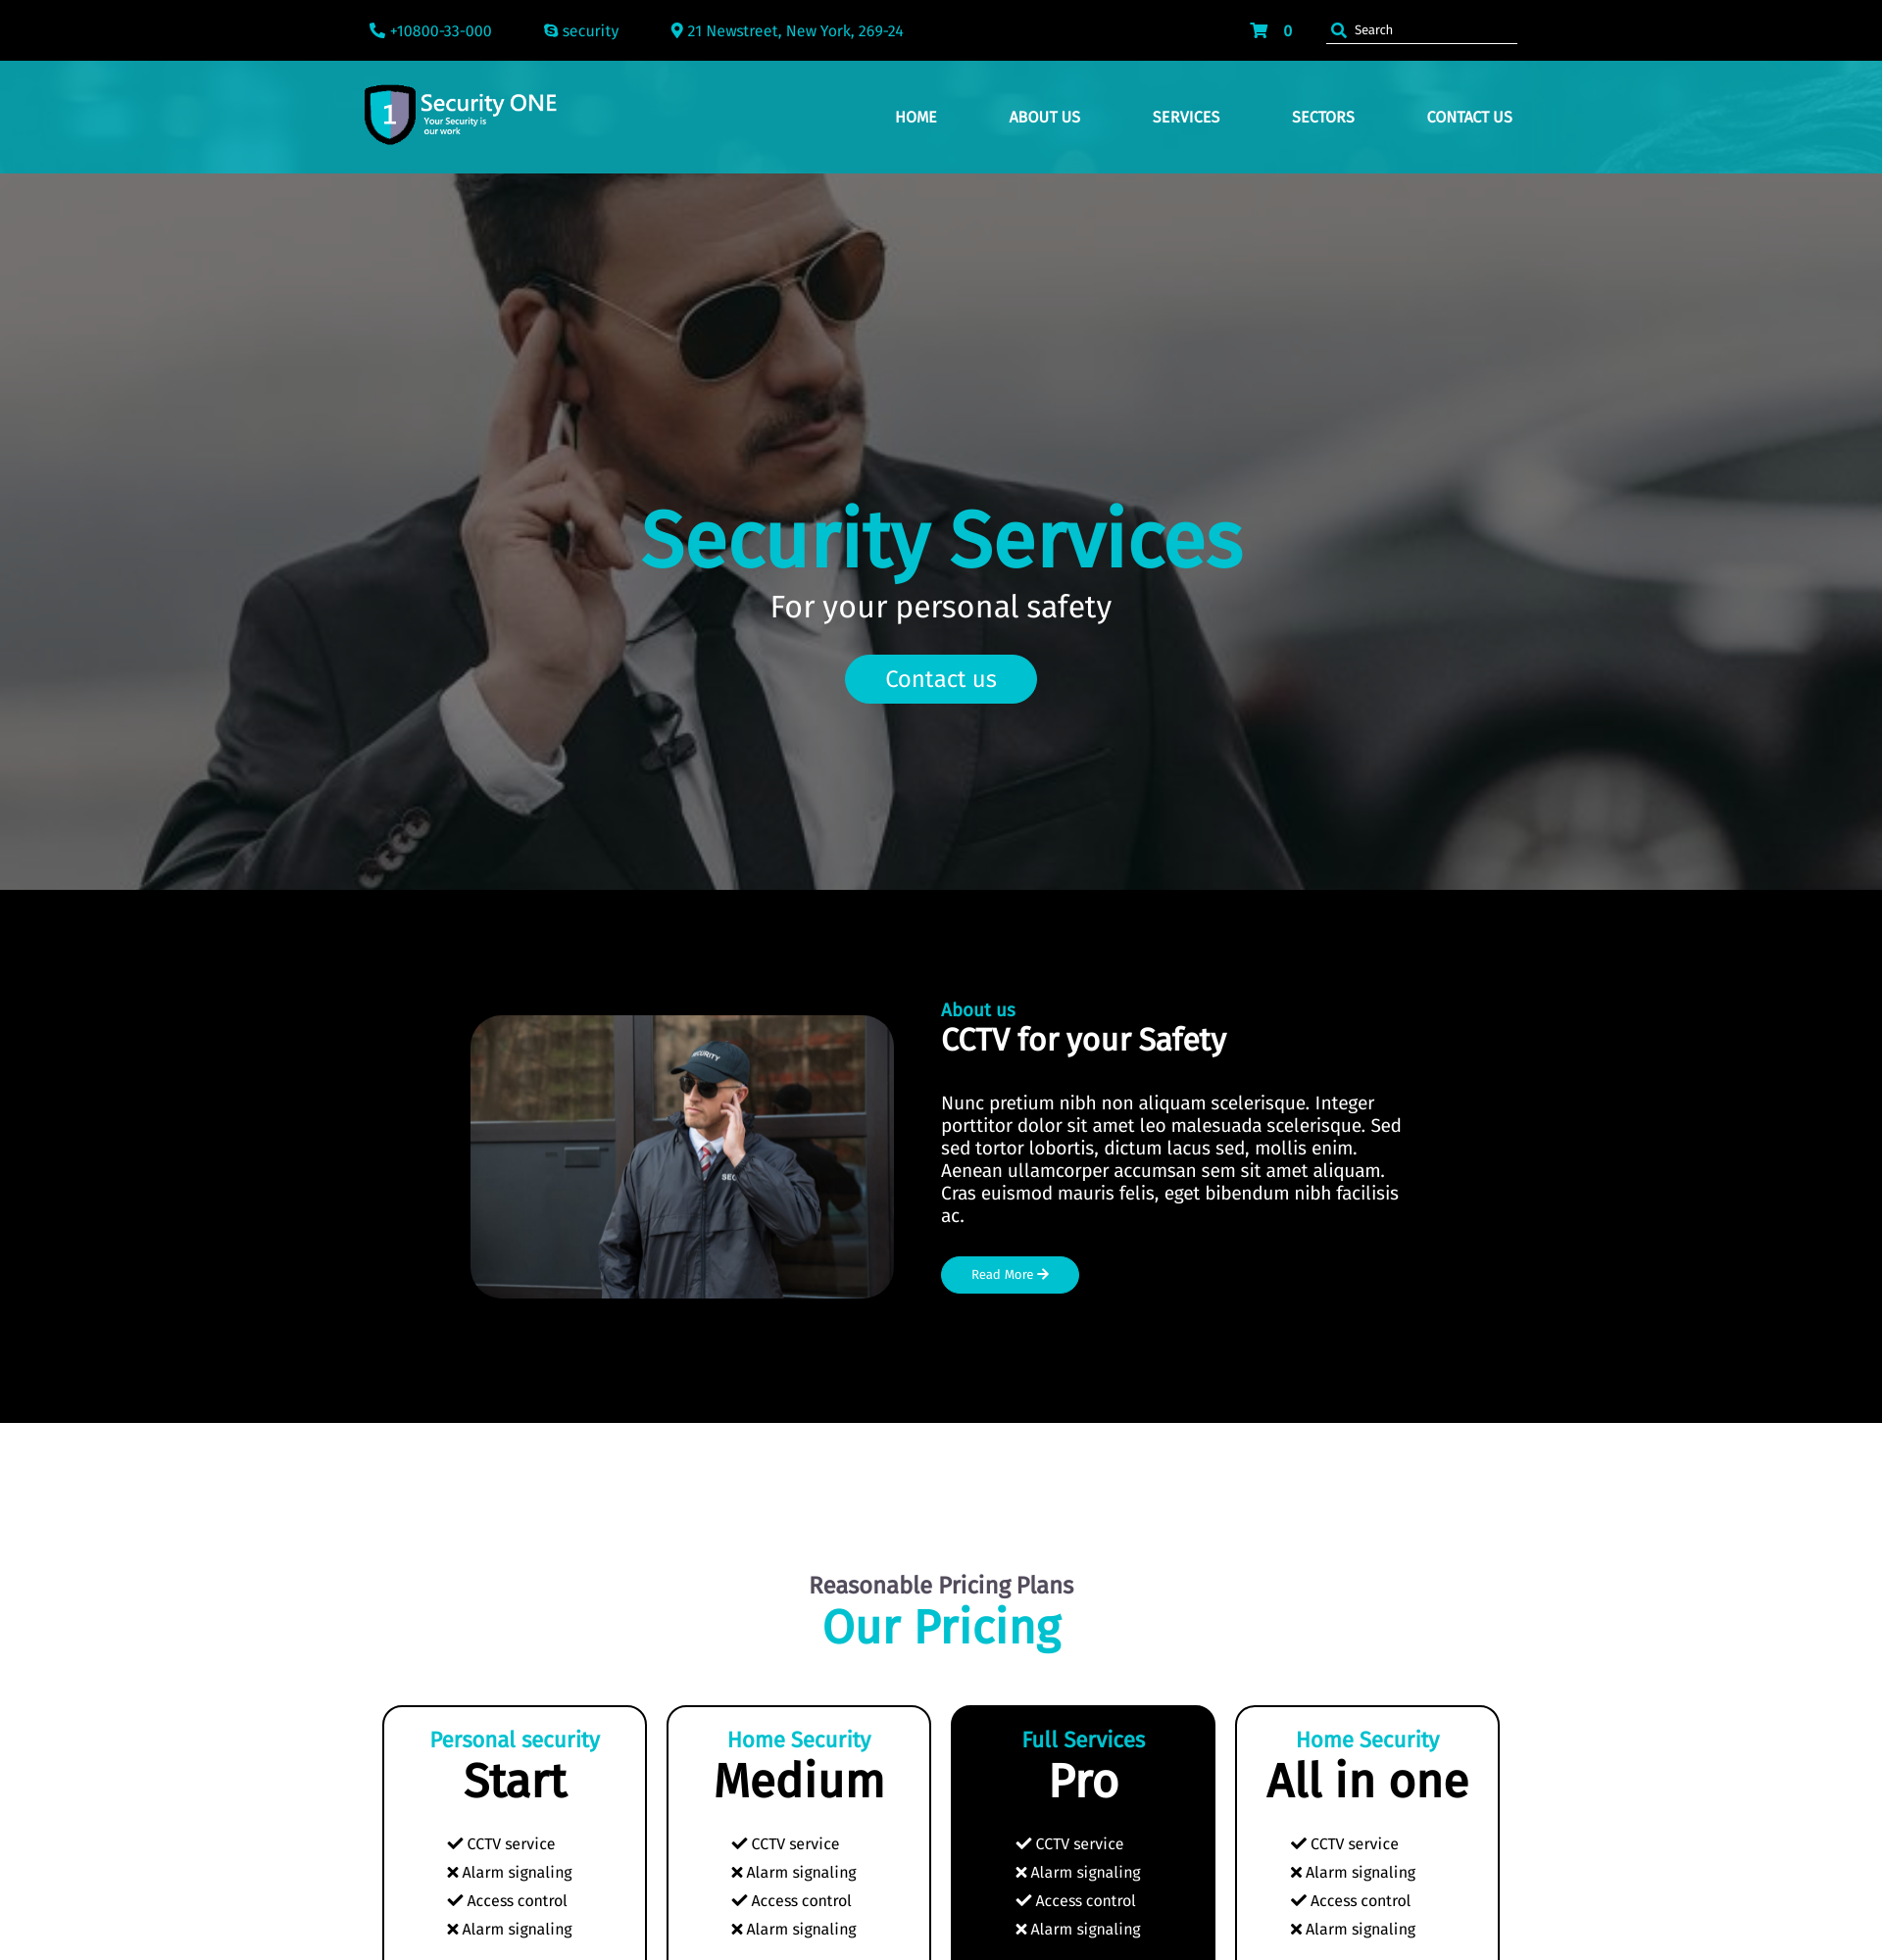 +10800-33-000 security 21 Newstreet, New York, 269-24 0 Search
1 Security ONE
Your Security is
our work
HOME ABOUT US SERVICES SECTORS CONTACT US
Security Services
For your personal safety
Contact us
SECURITY
SEC
About us
CCTV for your Safety
Nunc pretium nibh non aliquam scelerisque. Integer
porttitor dolor sit amet leo malesuada scelerisque. Sed
sed tortor lobortis, dictum lacus sed, mollis enim.
Aenean ullamcorper accumsan sem sit amet aliquam.
Cras euismod mauris felis, eget bibendum nibh facilisis
ac.
Read More
Reasonable Pricing Plans
Our Pricing
Personal security
Start
CCTV service
Alarm signaling
Access control
Alarm signaling
Home Security
Medium
CCTV service
Alarm signaling
Access control
Alarm signaling
Full Services
Pro
CCTV service
Alarm signaling
Access control
Alarm signaling
Home Security
All in one
CCTV service
Alarm signaling
Access control
Alarm signaling